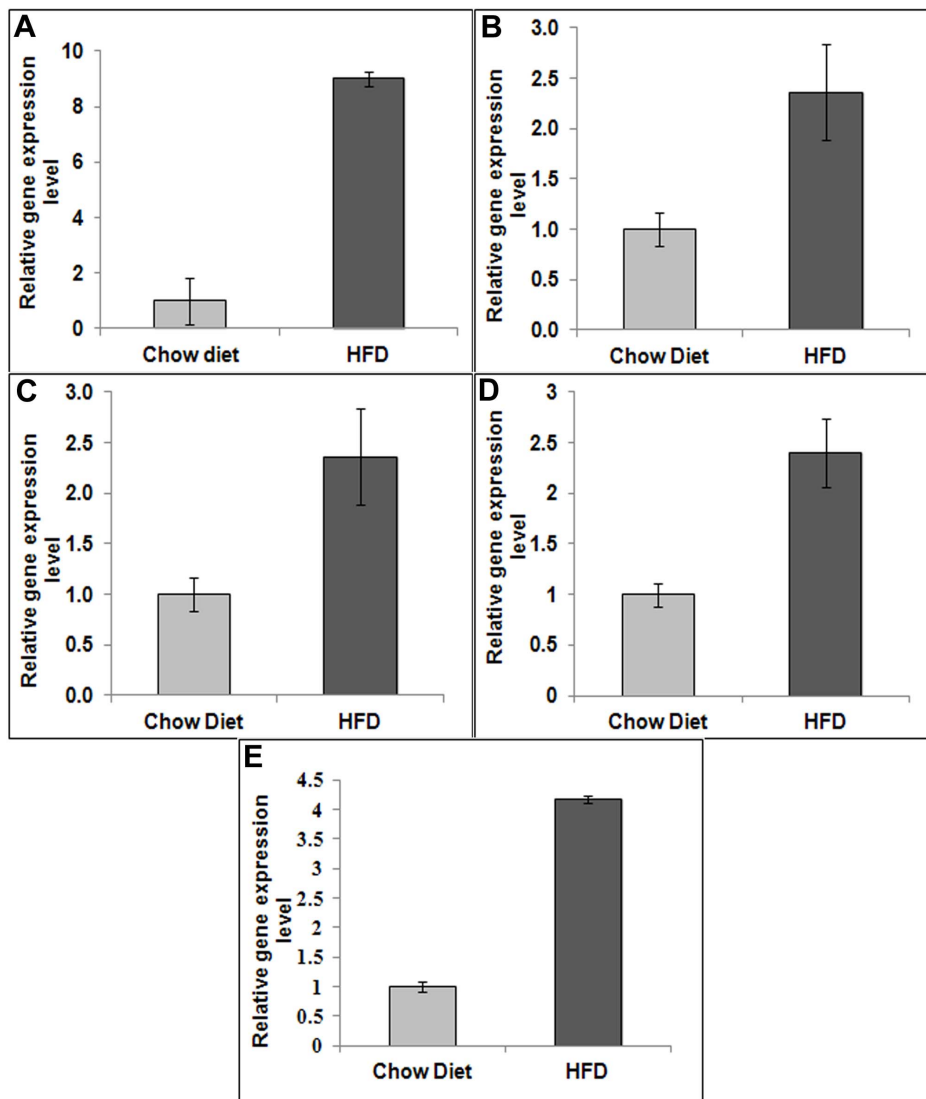 A
Relative gene expression
level
10
8
6
4
2
0
Chow diet
HFD
B
Relative gene expression
level
3.0
2.5
2.0
1.5
1.0
0.5
0.0
Chow Diet
HFD
C
Relative gene expression
level
3.0
2.5
2.0
1.5
1.0
0.5
0.0
Chow Diet
HFD
D
Relative gene expression
level
3
2.5
2
1.5
1
0.5
0
Chow Diet
HFD
E
Relative gene expression
level
4.5
4
3.5
3
2.5
2
1.5
1
0.5
0
Chow Diet
HFD